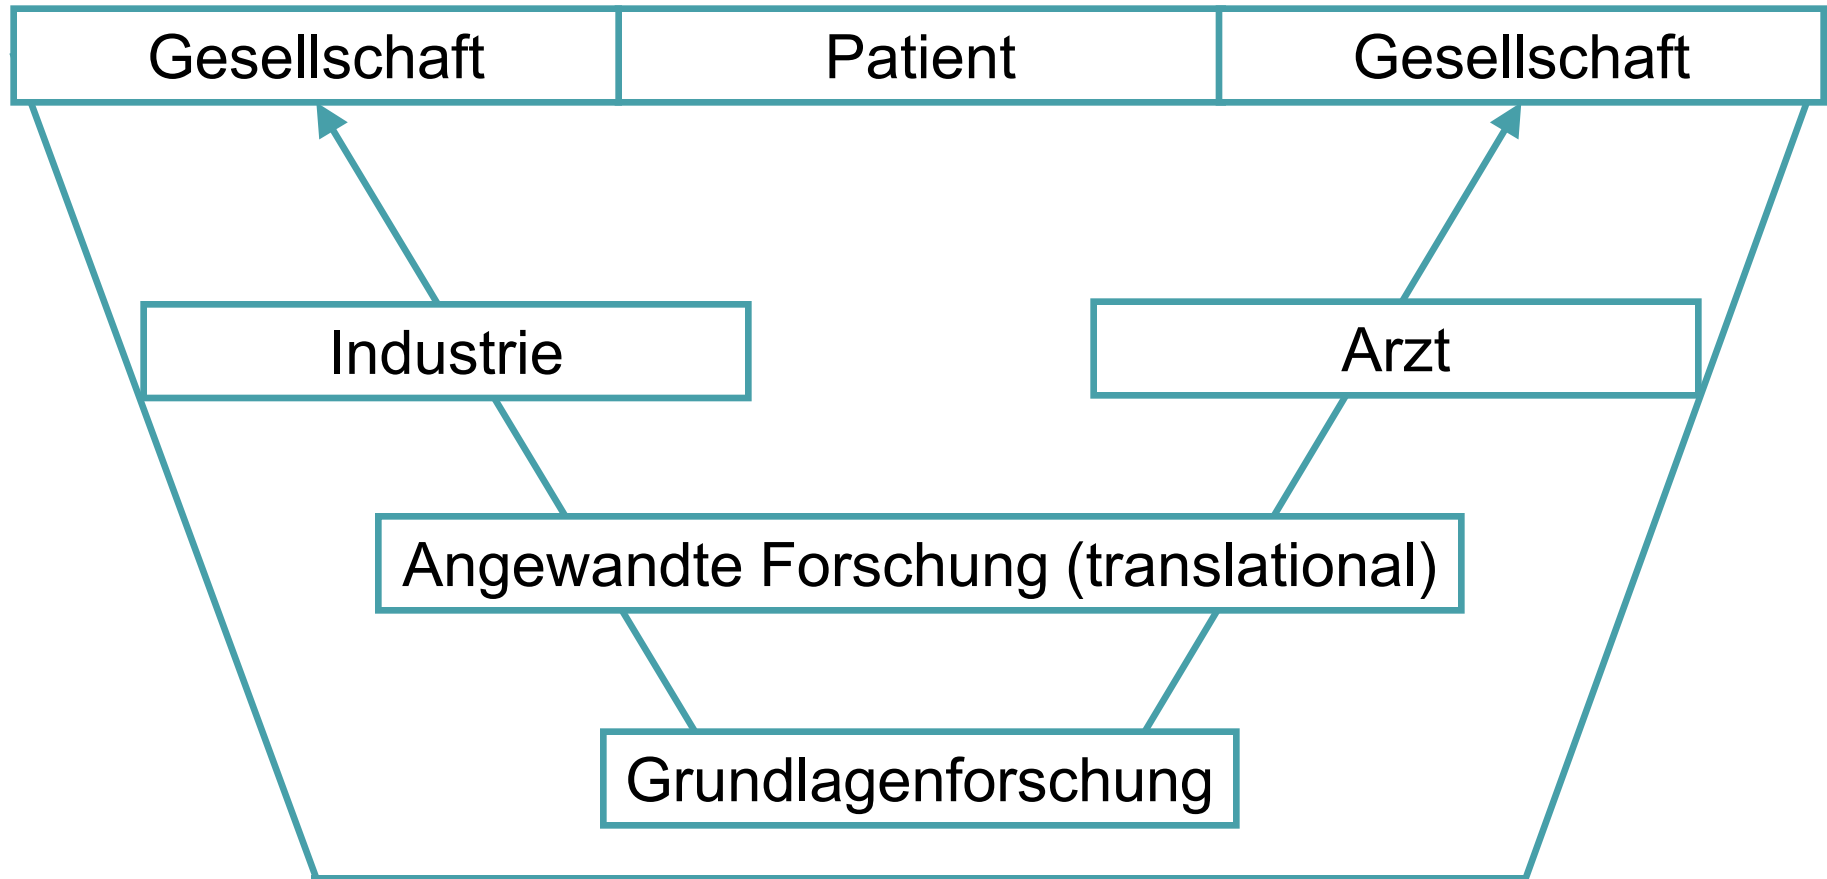 Gesellschaft Patient Gesellschaft
Industrie Arzt
Angewandte Forschung (translational)
Grundlagenforschung